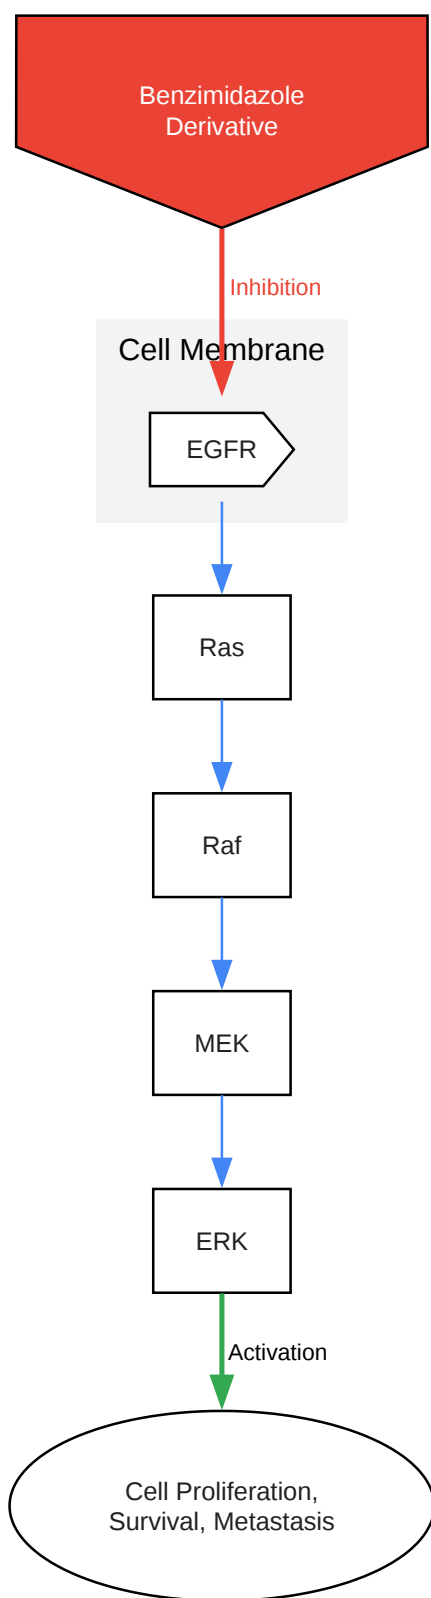 Benzimidazole
Derivative
Inhibition
Cell Membrane
EGFR
Ras
Raf
MEK
ERK
Activation
Cell Proliferation,
Survival, Metastasis